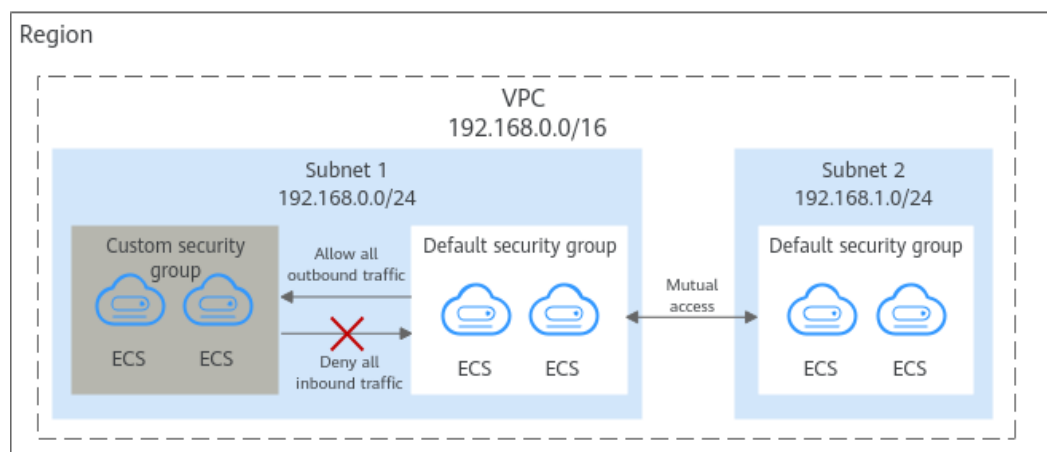 Region
VPC
192.168.0.0/16
Subnet 1
192.168.0.0/24
Custom security
group
ECS
ECS
Allow all
outbound traffic
Deny all
inbound traffic
Default security group
ECS
ECS
Mutual
access
Subnet 2
192.168.1.0/24
Default security group
ECS
ECS